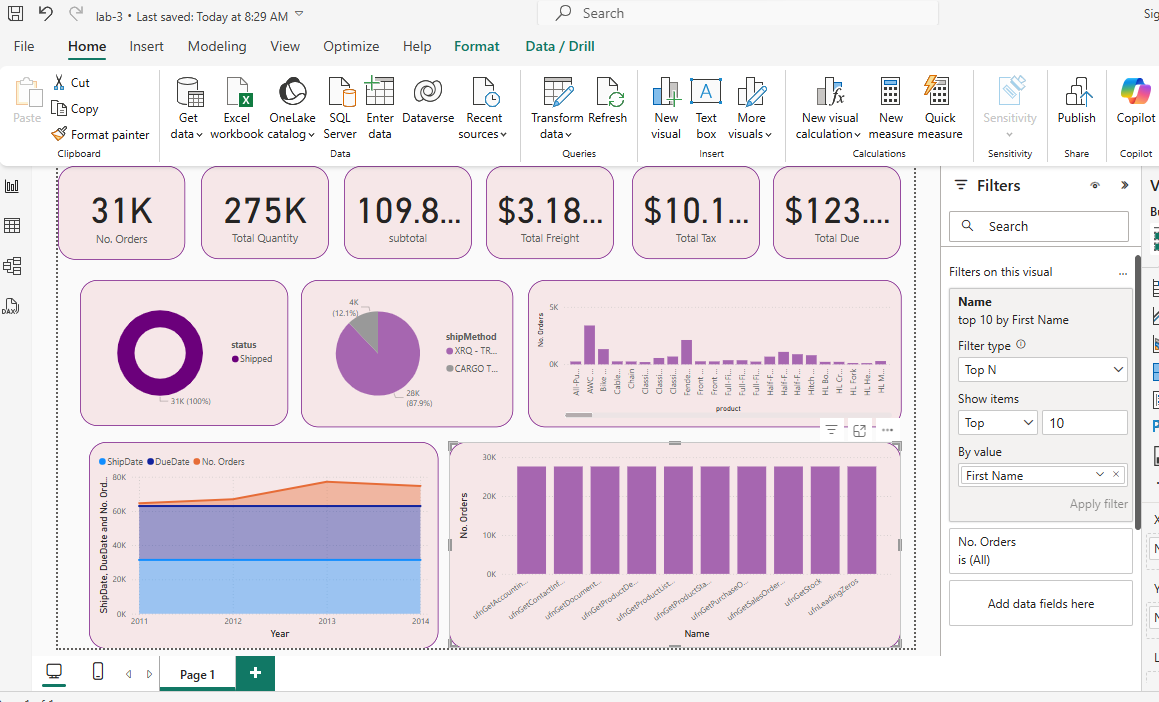 lab-3 • Last saved: Today at 8:29 AM
Search
Sig
File Home Insert Modeling View Optimize Help Format Data / Drill
Paste
Cut
Copy
Format painter
Clipboard
Get data
Excel workbook
OneLake catalog
SQL Server
Enter data
Dataverse
Recent sources
Data
Transform data
Refresh
Queries
New visual
Text box
More visuals
Insert
New visual calculation
New measure
Quick measure
Calculations
Sensitivity
Sensitivity
Publish
Share
Copilot
Copilot
31K
No. Orders
275K
Total Quantity
109.8...
subtotal
$3.18...
Total Freight
$10.1...
Total Tax
$123....
Total Due
status
Shipped
31K (100%)
4K
(12.1%)
28K
(87.9%)
shipMethod
XRQ - TR...
CARGO T...
No. Orders
5K
0K
All-Pu...
AWC ...
Bike ...
Cable...
Chain
Classi...
Classi...
Classi...
Fende...
Front ...
Front ...
Full-Fi...
Full-Fi...
Full-Fi...
Half-F...
Half-F...
Half-F...
Hitch ...
HL Bo...
HL Cr...
HL Fork
HL He...
HL M...
product
ShipDate DueDate No. Orders
ShipDate, DueDate and No. Ord...
80K
60K
40K
20K
0K
2011 2012 2013 2014
Year
No. Orders
30K
20K
10K
0K
ufnGetAccountin...
ufnGetContactInf...
ufnGetDocument...
ufnGetProductDe...
ufnGetProductList...
ufnGetProductSta...
ufnGetPurchaseO...
ufnGetSalesOrder...
ufnGetStock
ufnLeadingZeros
Name
Filters
Search
Filters on this visual
...
Name
top 10 by First Name
Filter type
Top N
Show items
Top 10
By value
First Name
Apply filter
No. Orders
is (All)
Add data fields here
DAX
Page 1